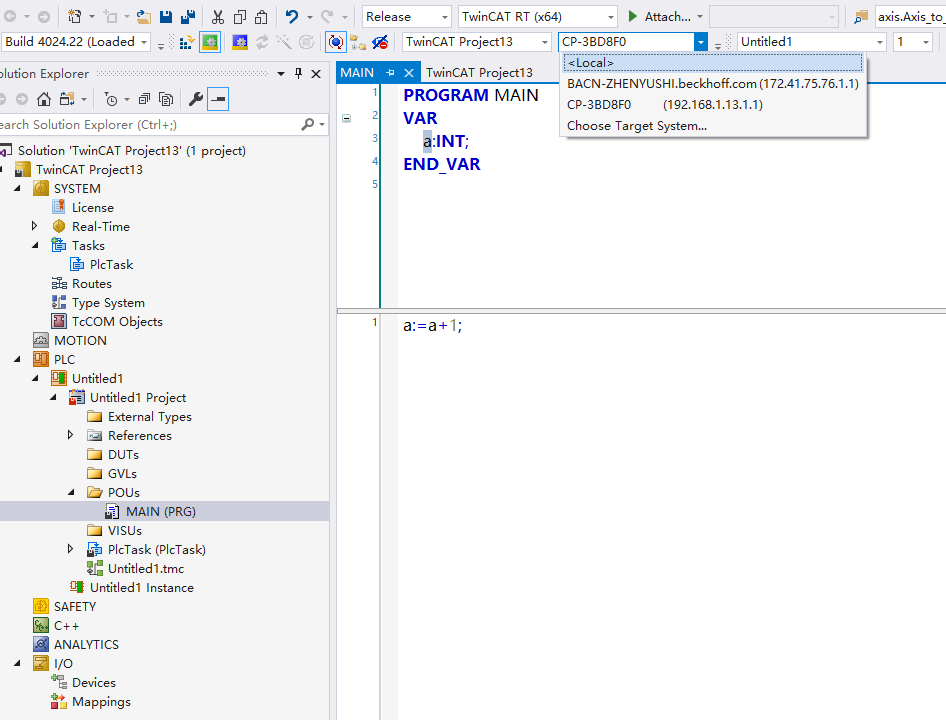 Release
TwinCAT RT (x64)
Attach...
axis.Axis_to_
Build 4024.22 (Loaded
TwinCAT Project13
CP-3BD8F0
Untitled1
1
<Local>
BACN-ZHENYUSHI.beckhoff.com (172.41.75.76.1.1)
CP-3BD8F0 (192.168.1.13.1.1)
Choose Target System...
olution Explorer
earch Solution Explorer (Ctrl+;)
Solution 'TwinCAT Project13' (1 project)
TwinCAT Project13
SYSTEM
License
Real-Time
Tasks
PlcTask
Routes
Type System
TcCOM Objects
MOTION
PLC
Untitled1
Untitled1 Project
External Types
References
DUTs
GVLs
POUs
MAIN (PRG)
VISUs
PlcTask (PlcTask)
Untitled1.tmc
Untitled1 Instance
SAFETY
C++
ANALYTICS
I/O
Devices
Mappings
MAIN
TwinCAT Project13
1 PROGRAM MAIN
2 VAR
3 a:INT;
4 END_VAR
5
1 a:=a+1;